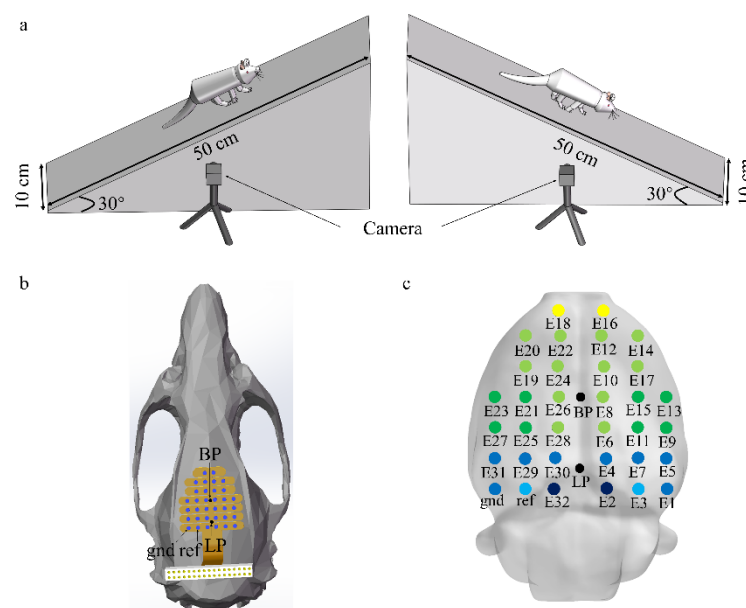 a
50 cm
10 cm
30°
Camera
50 cm
30°
10 cm
b
BP
gnd ref LP
c
E18 E16
E20 E22 E12 E14
E19 E24 E10 E17
E23 E21 E26 BP E8 E15 E13
E27 E25 E28 E6 E11 E9
LP
E31 E29 E30 E4 E7 E5
gnd ref E32 E2 E3 E1